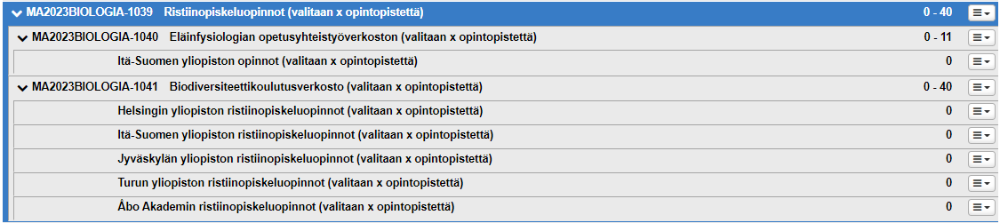 MA2023BIOLOGIA-1039 Ristiinopiskeluopinnot (valitaan x opintopistettä) 0 - 40
MA2023BIOLOGIA-1040 Eläinfysiologian opetusyhteistyöverkoston (valitaan x opintopistettä) 0 - 11
Itä-Suomen yliopiston opinnot (valitaan x opintopistettä) 0
MA2023BIOLOGIA-1041 Biodiversiteettikoulutusverkosto (valitaan x opintopistettä) 0 - 40
Helsingin yliopiston ristiinopiskeluopinnot (valitaan x opintopistettä) 0
Itä-Suomen yliopiston ristiinopiskeluopinnot (valitaan x opintopistettä) 0
Jyväskylän yliopiston ristiinopiskeluopinnot (valitaan x opintopistettä) 0
Turun yliopiston ristiinopiskeluopinnot (valitaan x opintopistettä) 0
Åbo Akademin ristiinopiskeluopinnot (valitaan x opintopistettä) 0